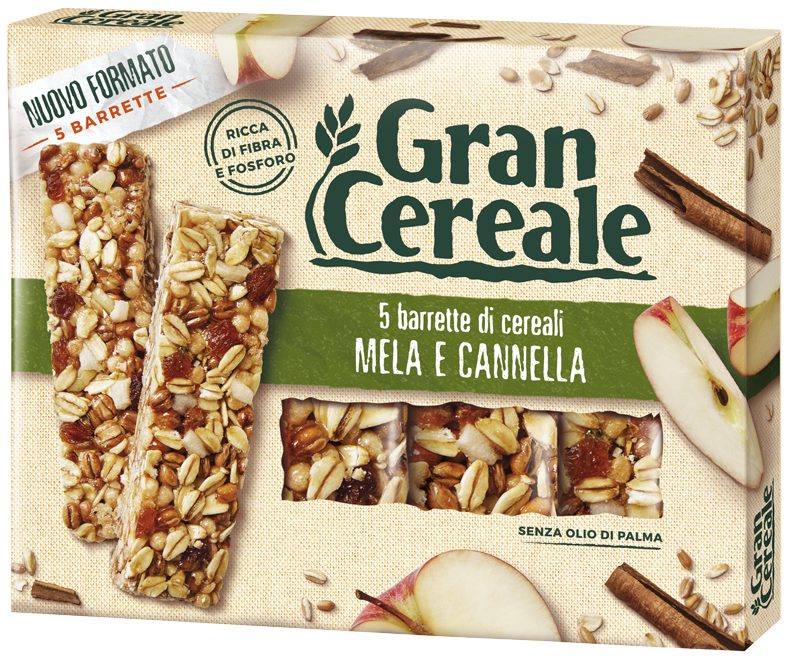 NUOVO FORMATO
5 BARRETTE
RICCA
DI FIBRA
E FOSFORO
Gran
Cereale
5 barrette di cereali
MELA E CANNELLA
SENZA OLIO DI PALMA
Gran
Cereale